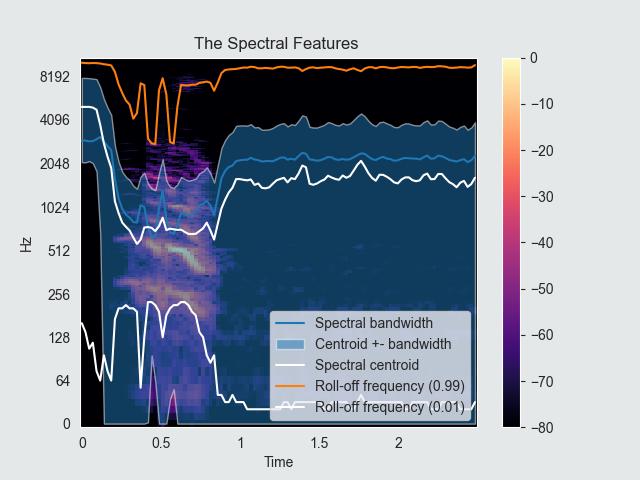 The Spectral Features
Hz
8192
4096
2048
1024
512
256
128
64
0
0
0.5
1
1.5
2
Time
Spectral bandwidth
Centroid +- bandwidth
Spectral centroid
Roll-off frequency (0.99)
Roll-off frequency (0.01)
0
−10
−20
−30
−40
−50
−60
−70
−80